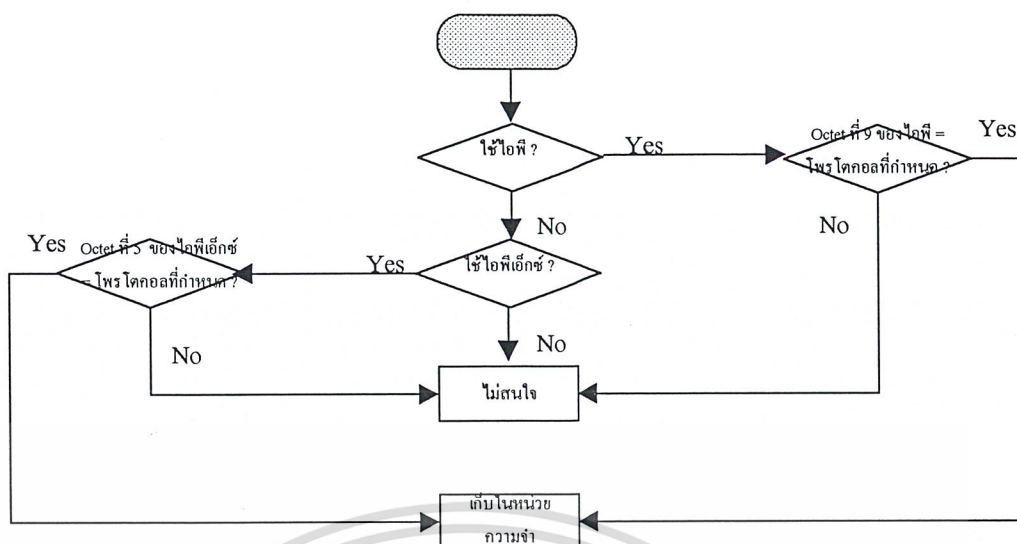 ใช้ไอพี ?
Yes
Octet ที่ 9 ของไอพี =
โพรโตคอลที่กำหนด ?
Yes
No
No
ใช้ไอพีเอ็กซ์ ?
Yes
Octet ที่ 5 ของไอพีเอ็กซ์
= โพรโตคอลที่กำหนด ?
Yes
No
No
ไม่สนใจ
เก็บในหน่วย
ความจำ